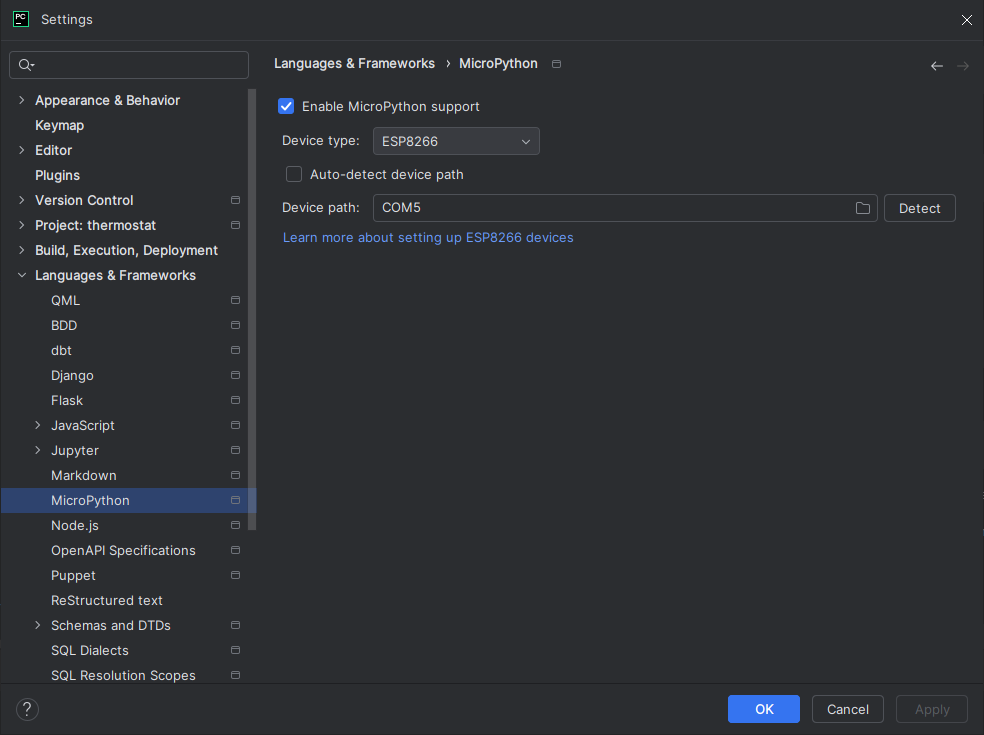 PC
Settings
Appearance & Behavior
Keymap
Editor
Plugins
Version Control
Project: thermostat
Build, Execution, Deployment
Languages & Frameworks
QML
BDD
dbt
Django
Flask
JavaScript
Jupyter
Markdown
MicroPython
Node.js
OpenAPI Specifications
Puppet
ReStructured text
Schemas and DTDs
SQL Dialects
SQL Resolution Scopes
Languages & Frameworks › MicroPython
Enable MicroPython support
Device type: ESP8266
Auto-detect device path
Device path: COM5 Detect
Learn more about setting up ESP8266 devices
? OK Cancel Apply